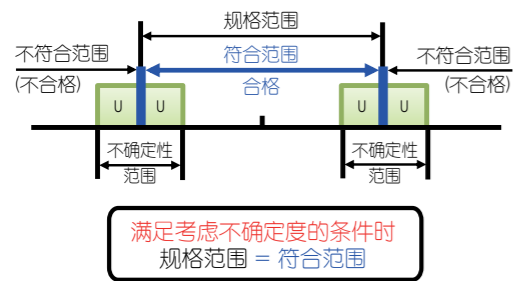 规格范围
不符合范围
(不合格)
符合范围
合格
不符合范围
(不合格)
U U
U U
不确定性
范围
不确定性
范围
满足考虑不确定度的条件时
规格范围 = 符合范围